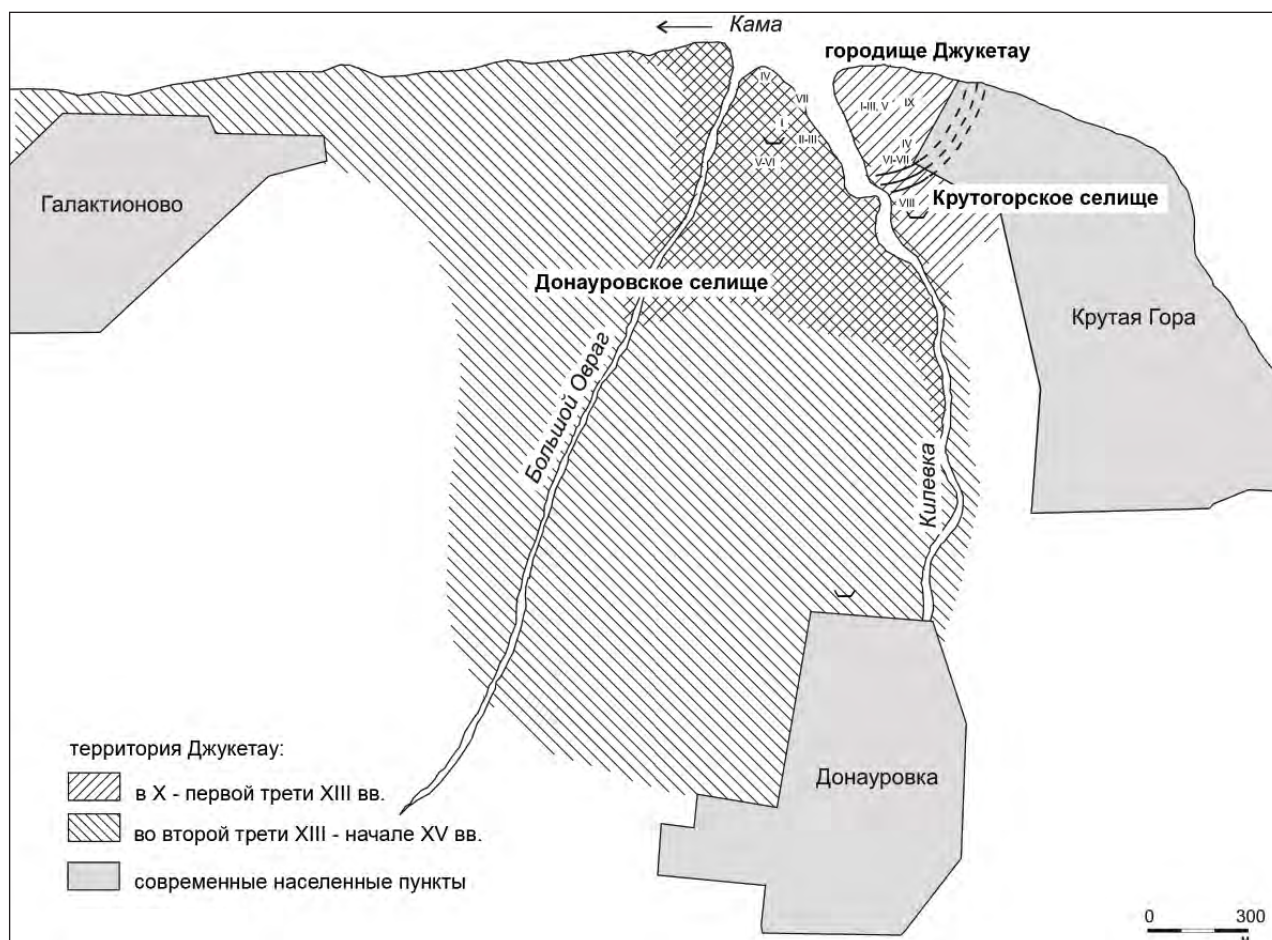 Кама
городище Джукетау
IV
VII
I-III, V
IX
I
II-III
IV
V-VI
VI-VII
VIII
Крутогорское селище
Галактионово
Донауровское селище
Крутая Гора
Большой Овраг
Килевка
территория Джукетау:
в X - первой трети XIII вв.
во второй трети XIII - начале XV вв.
современные населенные пункты
Донауровка
0 300